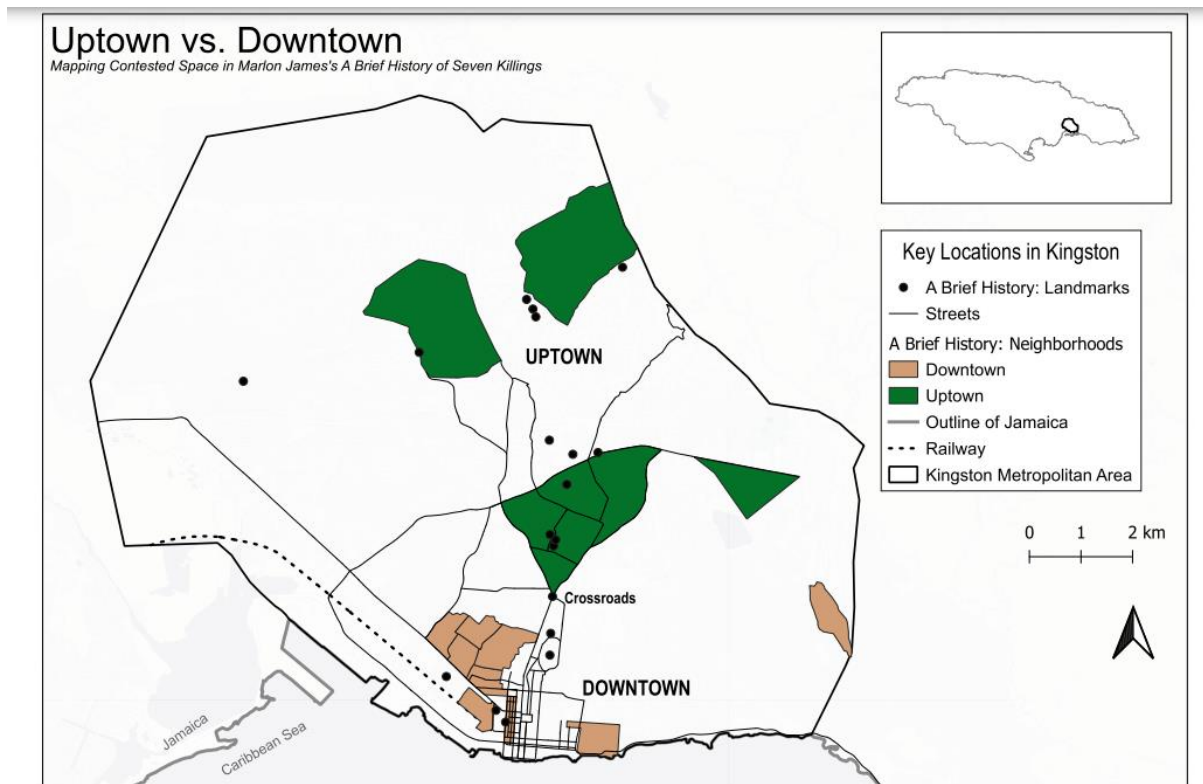 Uptown vs. Downtown
Mapping Contested Space in Marlon James's A Brief History of Seven Killings
UPTOWN
Crossroads
DOWNTOWN
Jamaica
Caribbean Sea
Key Locations in Kingston
A Brief History: Landmarks
Streets
A Brief History: Neighborhoods
Downtown
Uptown
Outline of Jamaica
Railway
Kingston Metropolitan Area
0 1 2 km